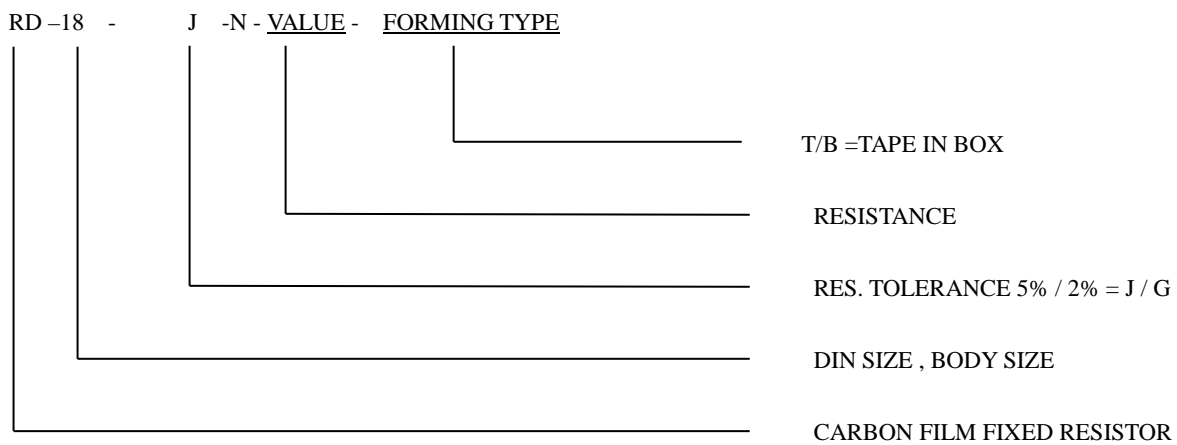 RD –18 - J -N - VALUE - FORMING TYPE
T/B =TAPE IN BOX
RESISTANCE
RES. TOLERANCE 5% / 2% = J / G
DIN SIZE , BODY SIZE
CARBON FILM FIXED RESISTOR